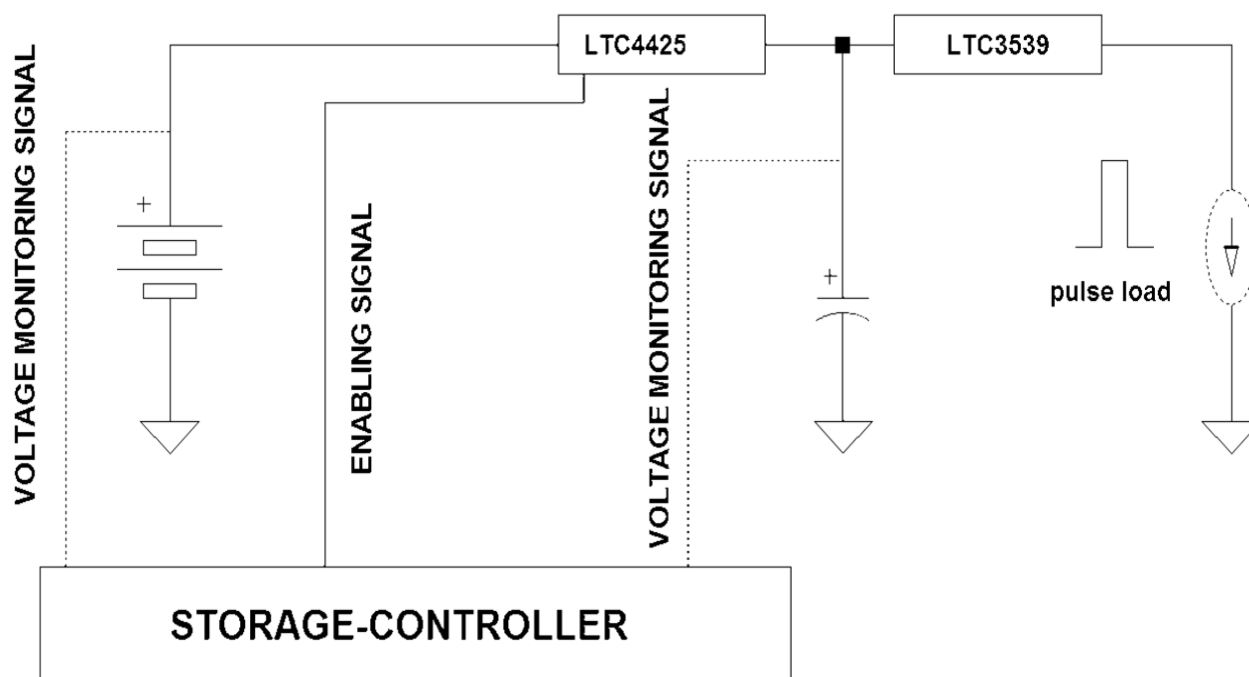 LTC4425
LTC3539
VOLTAGE MONITORING SIGNAL
+
ENABLING SIGNAL
VOLTAGE MONITORING SIGNAL
+
pulse load
STORAGE-CONTROLLER